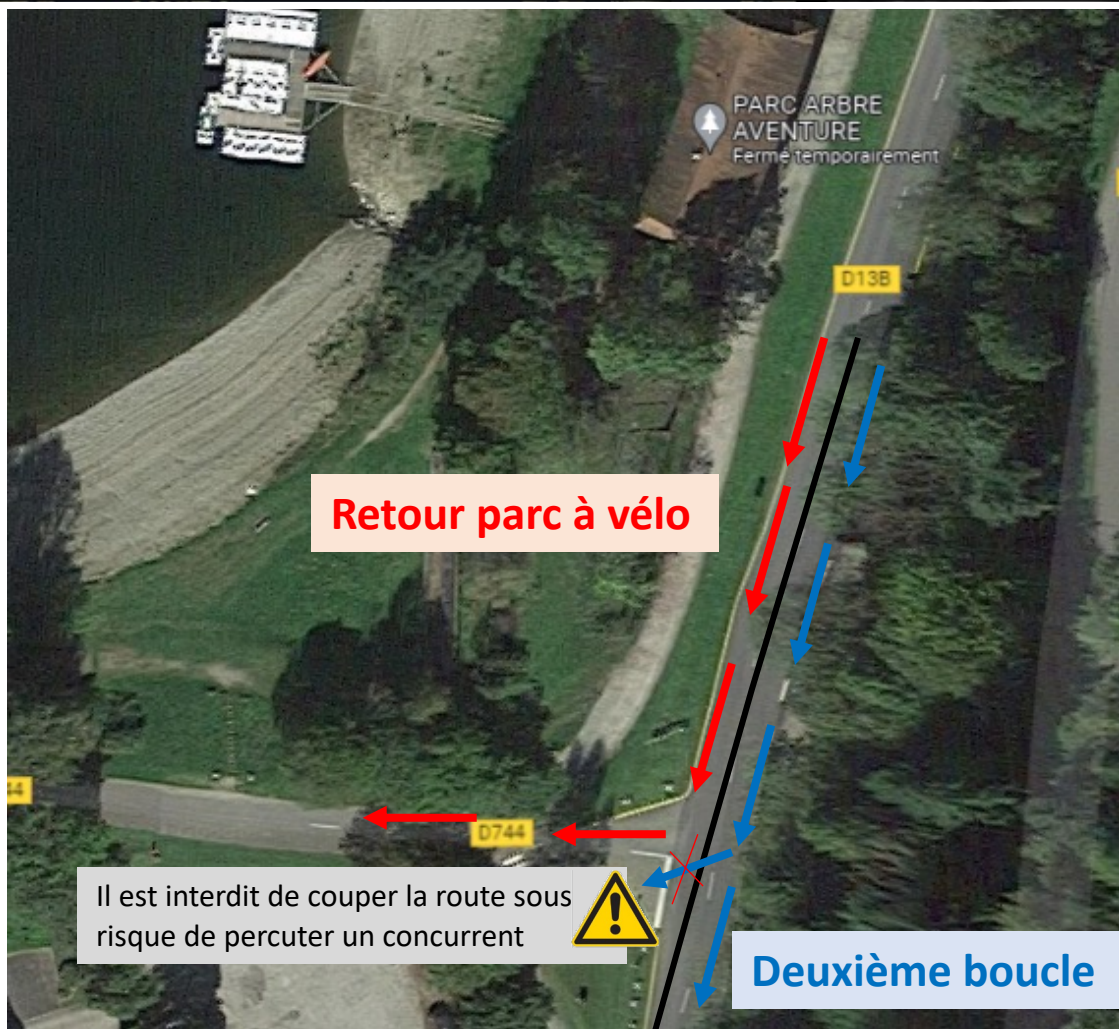 PARC ARBRE
AVENTURE
Fermé temporairement
D13B
Retour parc à vélo
44
D744
Il est interdit de couper la route sous
risque de percuter un concurrent
Deuxième boucle